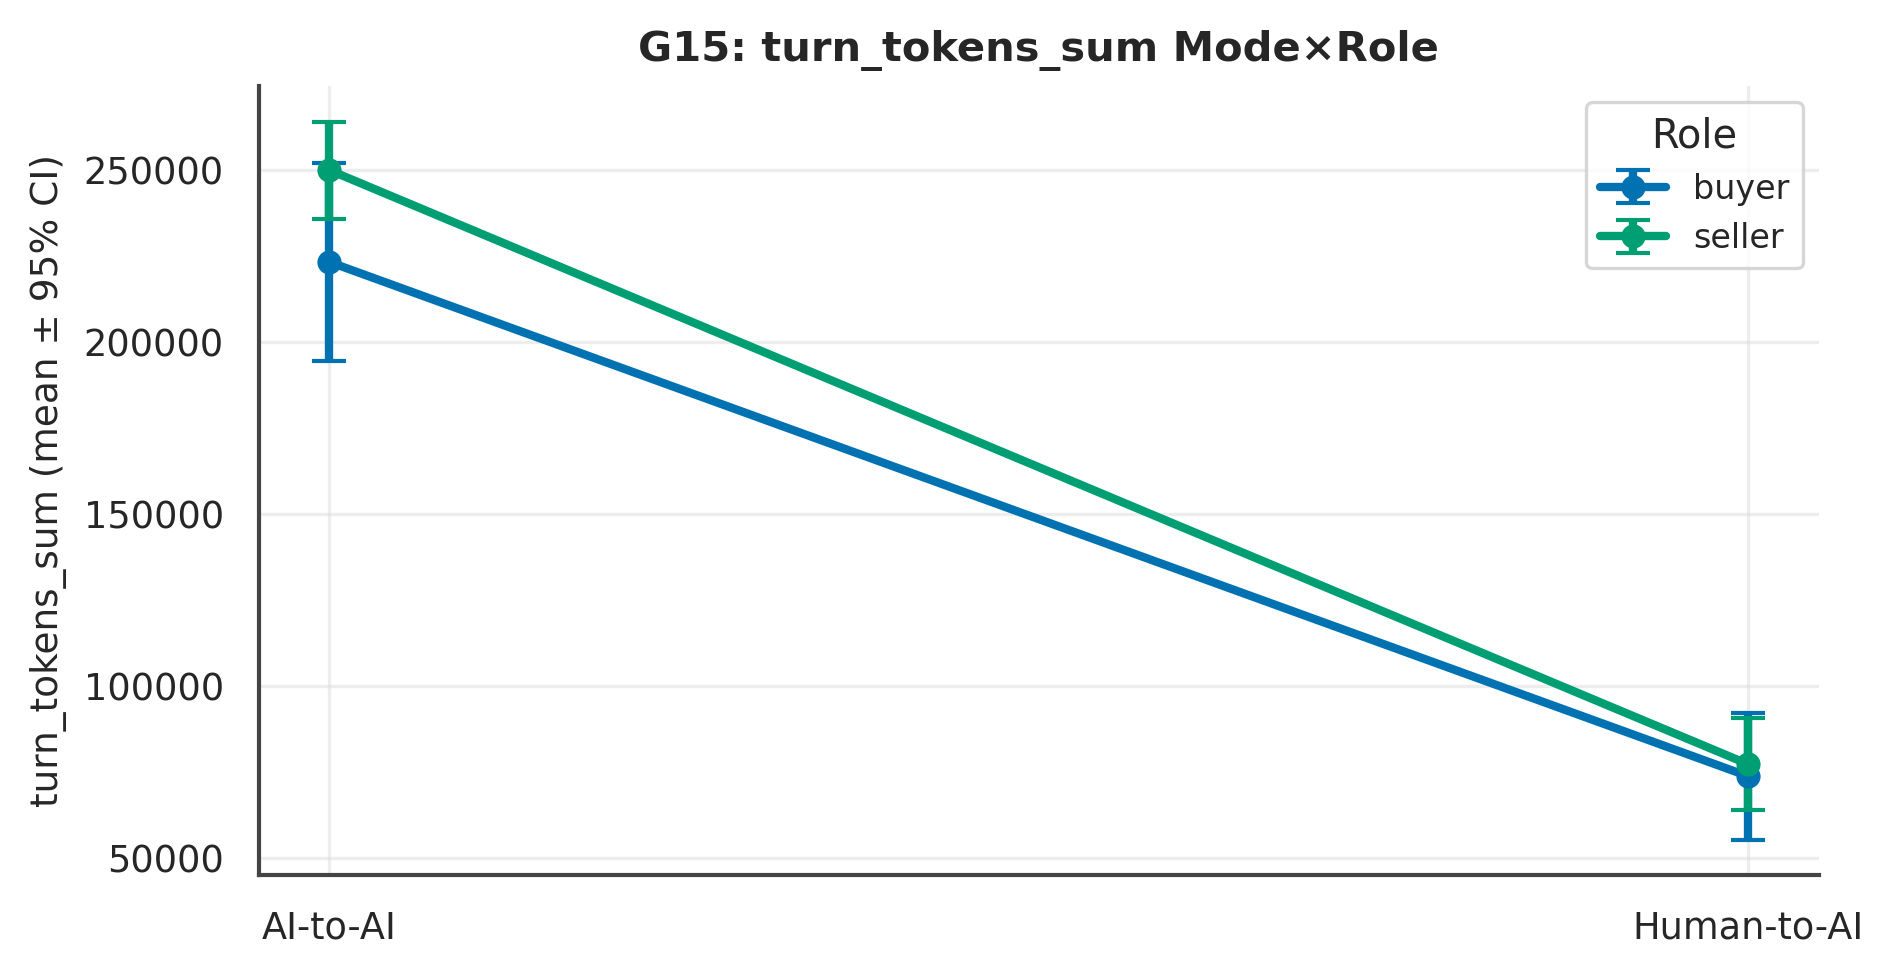 G15: turn_tokens_sum Mode×Role
turn_tokens_sum (mean ± 95% CI)
250000
200000
150000
100000
50000
Role
buyer
seller
AI-to-AI
Human-to-AI